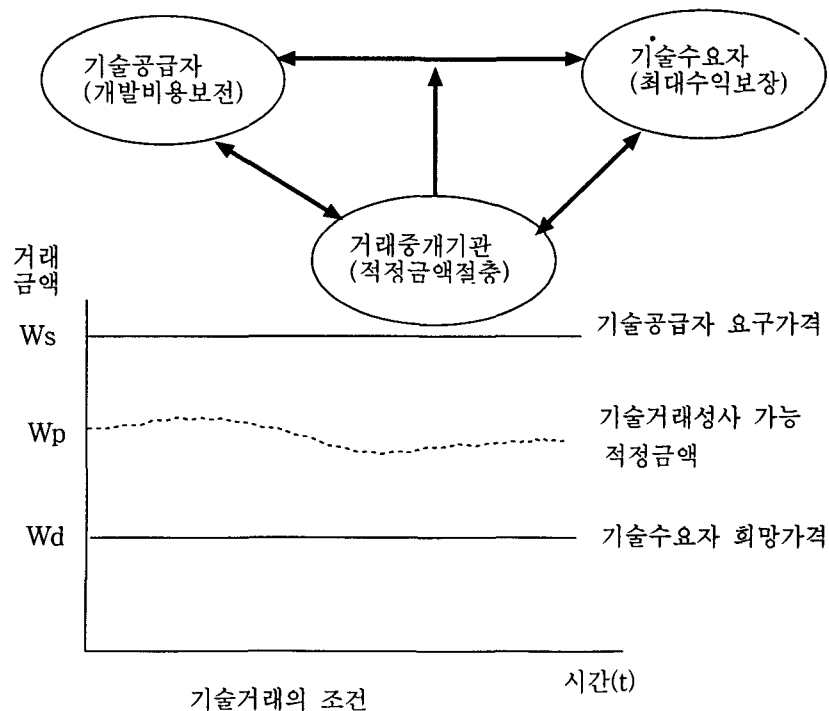 기술공급자
(개발비용보전)
기술수요자
(최대수익보장)
거래중개기관
(적정금액절충)
거래
금액
Ws
기술공급자 요구가격
Wp
기술거래성사 가능
적정금액
Wd
기술수요자 희망가격
시간(t)
기술거래의 조건